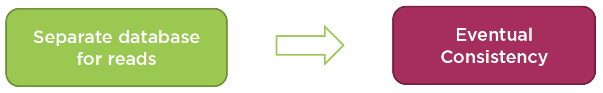 Separate database
for reads
Eventual
Consistency